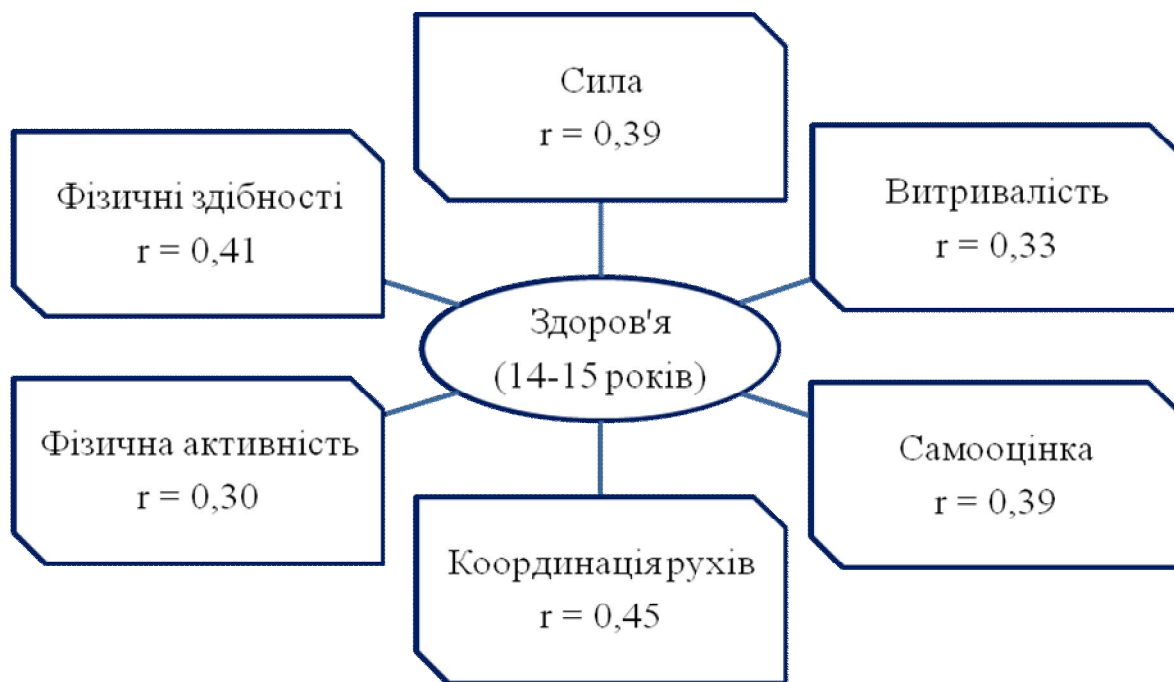 Сила
r = 0,39
Фізичні здібності
r = 0,41
Витривалість
r = 0,33
Здоров'я
(14-15 років)
Фізична активність
r = 0,30
Самооцінка
r = 0,39
Координація рухів
r = 0,45